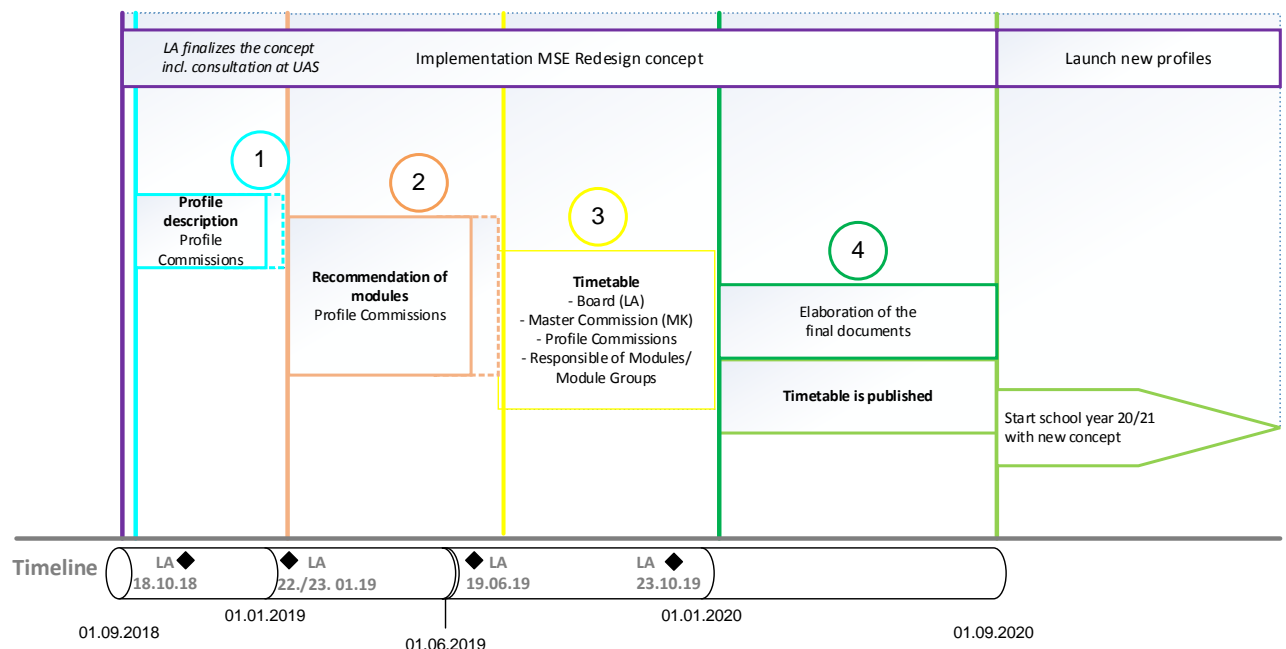 LA finalizes the concept
incl. consultation at UAS
Implementation MSE Redesign concept
Launch new profiles
1
2
3
4
Profile
description
Profile
Commissions
Recommendation of
modules
Profile Commissions
Timetable
- Board (LA)
- Master Commission (MK)
- Profile Commissions
- Responsible of Modules/
Module Groups
Elaboration of the
final documents
Timetable is published
Start school year 20/21
with new concept
Timeline
LA
18.10.18
LA
22./23. 01.19
LA
19.06.19
LA
23.10.19
01.09.2018
01.01.2019
01.06.2019
01.01.2020
01.09.2020